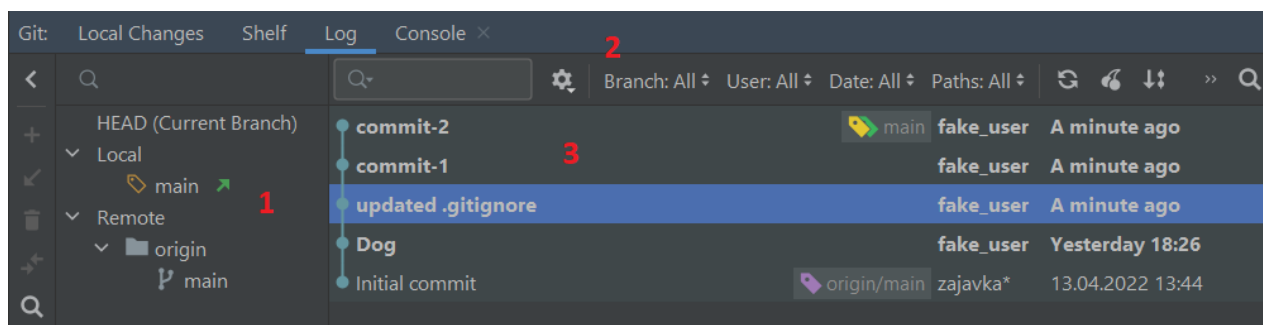 Git: Local Changes Shelf Log Console
2
Branch: All User: All Date: All Paths: All
HEAD (Current Branch)
Local
main
1
Remote
origin
main
3
commit-2 main fake_user A minute ago
commit-1 fake_user A minute ago
updated .gitignore fake_user A minute ago
Dog fake_user Yesterday 18:26
Initial commit origin/main zajavka* 13.04.2022 13:44